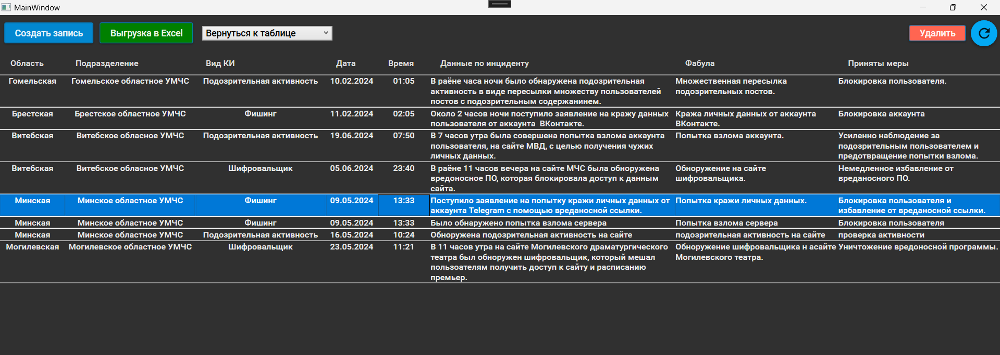 MainWindow
Создать запись Выгрузка в Excel Вернуться к таблице Удалить
Область Подразделение Вид КИ Дата Время Данные по инциденту Фабула Приняты меры
Гомельская Гомельское областное УМЧС Подозрительная активность 10.02.2024 01:05 В раёне часа ночи было обнаружена подозрительная Множественная пересылка Блокировка пользователя.
активность в виде пересылки множеству пользователей подозрительных постов.
постов с подозрительным содержанинем.
Брестская Брестское областное УМЧС Фишинг 11.02.2024 02:05 Около 2 часов ночи поступило заявление на кражу данных Кража личных данных от аккаунта Блокировка аккаунта
пользователя от аккаунта  ВКонтакте. ВКонтакте.
Витебская Витебское обласное УМЧС Подозрительная активность 19.06.2024 07:50 В 7 часов утра была совершена попытка взлома аккаунта Попытка взлома аккаунта. Усиленно наблюдение за
пользователя, на сайте МВД, с целью получения чужих подозрительным пользователем и
личных данных. предотвращение попытки взлома.
Витебская Витебское обласное УМЧС Шифровальщик 05.06.2024 23:40 В раёне 11 часов вечера на сайте МЧС была обноружена Обноружение на сайте Немедленное избавление от
вредоносное ПО, которая блокировала доступ к данным шифровальщика. вреданосного ПО.
сайта.
Минская Минское областное УМЧС Фишинг 09.05.2024 13:33 Поступило заявление на попытку кражи личных данных от Попытка кражи личных данных. Блокировка пользователя и
аккаунта Telegram с помощью вреданосной ссылки. избавление от вреданосной ссылки.
Минская Минское областное УМЧС Фишинг 09.05.2024 13:33 Было обнаружено попытка взлома сервера Попытка взлома сервера Блокировка пользователя
Минская Минское областное УМЧС Подозрительная активность 16.05.2024 10:24 Обноружена подозрительная активность на сайте подозрительная активность на сайте проверка активности
Могилевская Могилевское областное УМЧС Шифровальщик 23.05.2024 11:21 В 11 часов утра на сайте Могилевского драматургического Обноружение шифровальщика н асайте Уничтожение вредоносной программы.
театра был обноружен шифровальщик, который мешал Могилевского театра.
пользоателям получить доступ к сайту и расписанию
премьер.